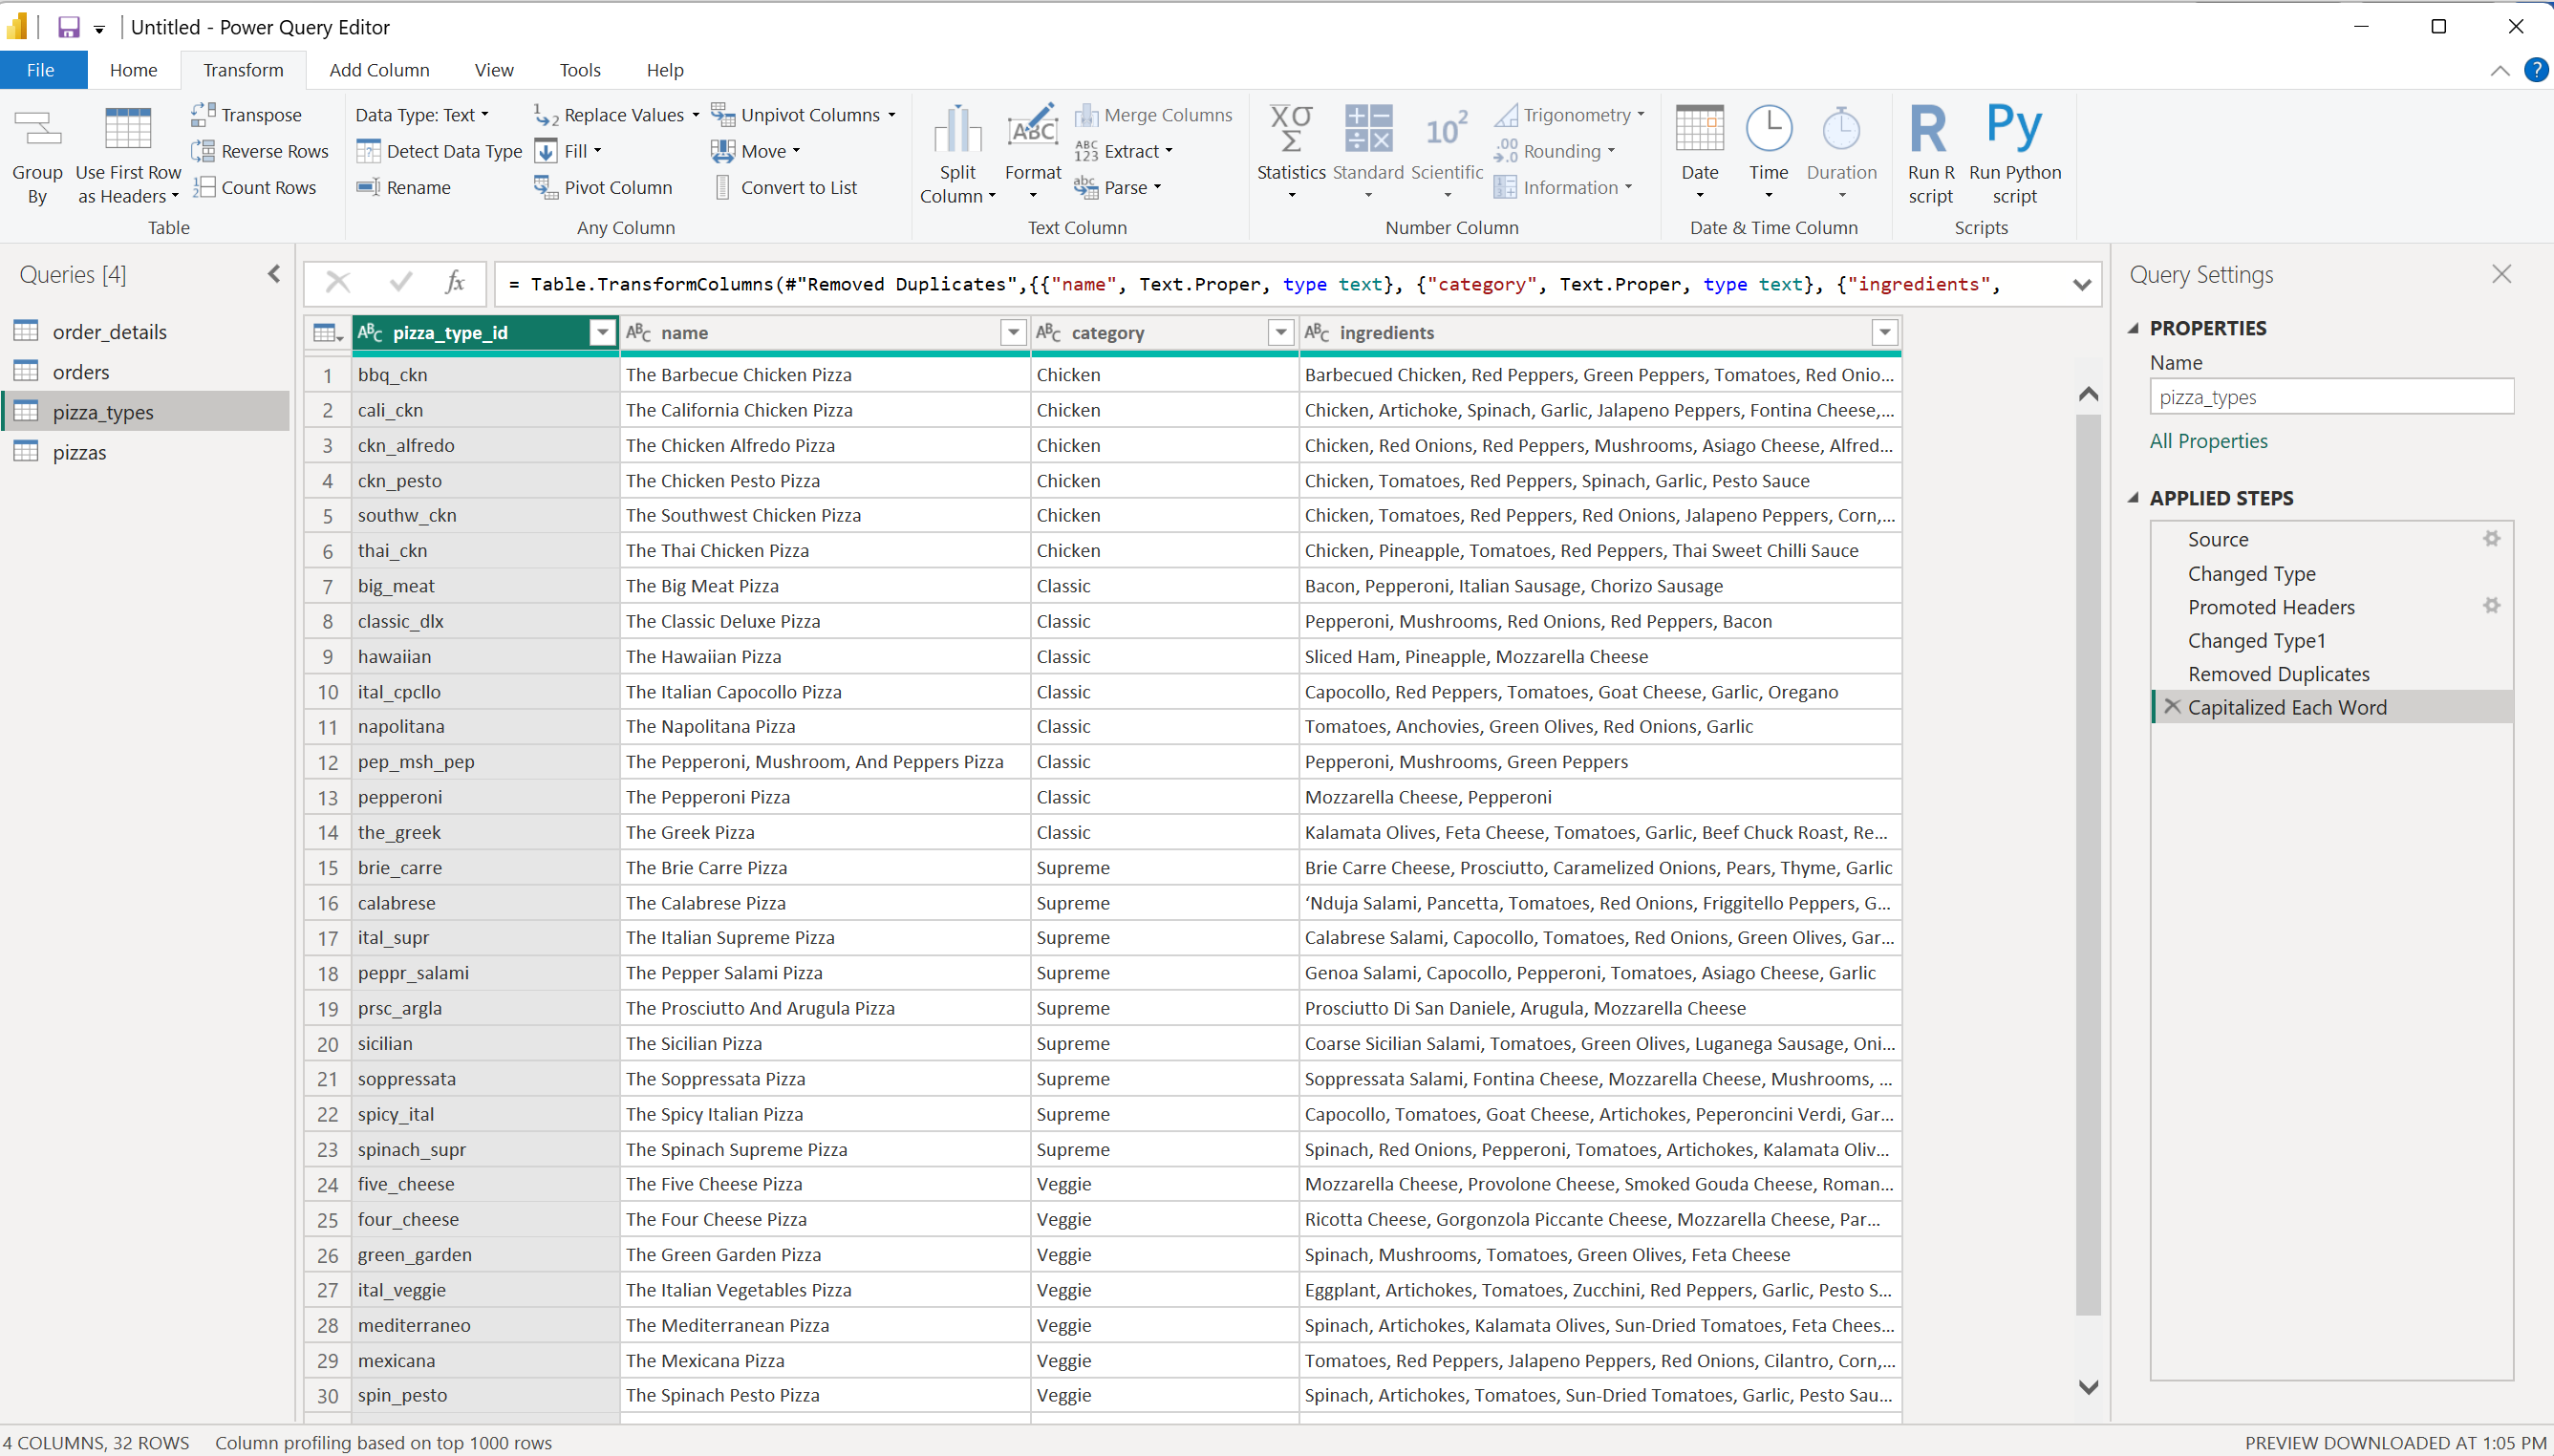 Untitled - Power Query Editor
File Home Transform Add Column View Tools Help
?
Group By
Use First Row as Headers
Transpose
Reverse Rows
Count Rows
Table
Data Type: Text
Detect Data Type
Rename
Replace Values
Fill
Pivot Column
Unpivot Columns
Move
Convert to List
Any Column
Split Column
ABC
Format
Merge Columns
ABC 123 Extract
abc Parse
Text Column
Xσ Σ
Statistics
Standard
10²
Scientific
Trigonometry
.00 Rounding
Information
Number Column
Date
Time
Duration
Date & Time Column
R
Run R script
Py
Run Python script
Scripts
Queries [4]
order_details
orders
pizza_types
pizzas
fx
= Table.TransformColumns(#"Removed Duplicates",{{"name", Text.Proper, type text}, {"category", Text.Proper, type text}, {"ingredients",
ABC pizza_type_id ABC name ABC category ABC ingredients
1 bbq_ckn The Barbecue Chicken Pizza Chicken Barbecued Chicken, Red Peppers, Green Peppers, Tomatoes, Red Onio...
2 cali_ckn The California Chicken Pizza Chicken Chicken, Artichoke, Spinach, Garlic, Jalapeno Peppers, Fontina Cheese,...
3 ckn_alfredo The Chicken Alfredo Pizza Chicken Chicken, Red Onions, Red Peppers, Mushrooms, Asiago Cheese, Alfred...
4 ckn_pesto The Chicken Pesto Pizza Chicken Chicken, Tomatoes, Red Peppers, Spinach, Garlic, Pesto Sauce
5 southw_ckn The Southwest Chicken Pizza Chicken Chicken, Tomatoes, Red Peppers, Red Onions, Jalapeno Peppers, Corn,...
6 thai_ckn The Thai Chicken Pizza Chicken Chicken, Pineapple, Tomatoes, Red Peppers, Thai Sweet Chilli Sauce
7 big_meat The Big Meat Pizza Classic Bacon, Pepperoni, Italian Sausage, Chorizo Sausage
8 classic_dlx The Classic Deluxe Pizza Classic Pepperoni, Mushrooms, Red Onions, Red Peppers, Bacon
9 hawaiian The Hawaiian Pizza Classic Sliced Ham, Pineapple, Mozzarella Cheese
10 ital_cpcllo The Italian Capocollo Pizza Classic Capocollo, Red Peppers, Tomatoes, Goat Cheese, Garlic, Oregano
11 napolitana The Napolitana Pizza Classic Tomatoes, Anchovies, Green Olives, Red Onions, Garlic
12 pep_msh_pep The Pepperoni, Mushroom, And Peppers Pizza Classic Pepperoni, Mushrooms, Green Peppers
13 pepperoni The Pepperoni Pizza Classic Mozzarella Cheese, Pepperoni
14 the_greek The Greek Pizza Classic Kalamata Olives, Feta Cheese, Tomatoes, Garlic, Beef Chuck Roast, Re...
15 brie_carre The Brie Carre Pizza Supreme Brie Carre Cheese, Prosciutto, Caramelized Onions, Pears, Thyme, Garlic
16 calabrese The Calabrese Pizza Supreme ‘Nduja Salami, Pancetta, Tomatoes, Red Onions, Friggitello Peppers, G...
17 ital_supr The Italian Supreme Pizza Supreme Calabrese Salami, Capocollo, Tomatoes, Red Onions, Green Olives, Gar...
18 peppr_salami The Pepper Salami Pizza Supreme Genoa Salami, Capocollo, Pepperoni, Tomatoes, Asiago Cheese, Garlic
19 prsc_argla The Prosciutto And Arugula Pizza Supreme Prosciutto Di San Daniele, Arugula, Mozzarella Cheese
20 sicilian The Sicilian Pizza Supreme Coarse Sicilian Salami, Tomatoes, Green Olives, Luganega Sausage, Oni...
21 soppressata The Soppressata Pizza Supreme Soppressata Salami, Fontina Cheese, Mozzarella Cheese, Mushrooms, ...
22 spicy_ital The Spicy Italian Pizza Supreme Capocollo, Tomatoes, Goat Cheese, Artichokes, Peperoncini Verdi, Gar...
23 spinach_supr The Spinach Supreme Pizza Supreme Spinach, Red Onions, Pepperoni, Tomatoes, Artichokes, Kalamata Oliv...
24 five_cheese The Five Cheese Pizza Veggie Mozzarella Cheese, Provolone Cheese, Smoked Gouda Cheese, Roman...
25 four_cheese The Four Cheese Pizza Veggie Ricotta Cheese, Gorgonzola Piccante Cheese, Mozzarella Cheese, Par...
26 green_garden The Green Garden Pizza Veggie Spinach, Mushrooms, Tomatoes, Green Olives, Feta Cheese
27 ital_veggie The Italian Vegetables Pizza Veggie Eggplant, Artichokes, Tomatoes, Zucchini, Red Peppers, Garlic, Pesto S...
28 mediterraneo The Mediterranean Pizza Veggie Spinach, Artichokes, Kalamata Olives, Sun-Dried Tomatoes, Feta Chees...
29 mexicana The Mexicana Pizza Veggie Tomatoes, Red Peppers, Jalapeno Peppers, Red Onions, Cilantro, Corn,...
30 spin_pesto The Spinach Pesto Pizza Veggie Spinach, Artichokes, Tomatoes, Sun-Dried Tomatoes, Garlic, Pesto Sau...
Query Settings
PROPERTIES
Name
pizza_types
All Properties
APPLIED STEPS
Source
Changed Type
Promoted Headers
Changed Type1
Removed Duplicates
Capitalized Each Word
4 COLUMNS, 32 ROWS Column profiling based on top 1000 rows
PREVIEW DOWNLOADED AT 1:05 PM